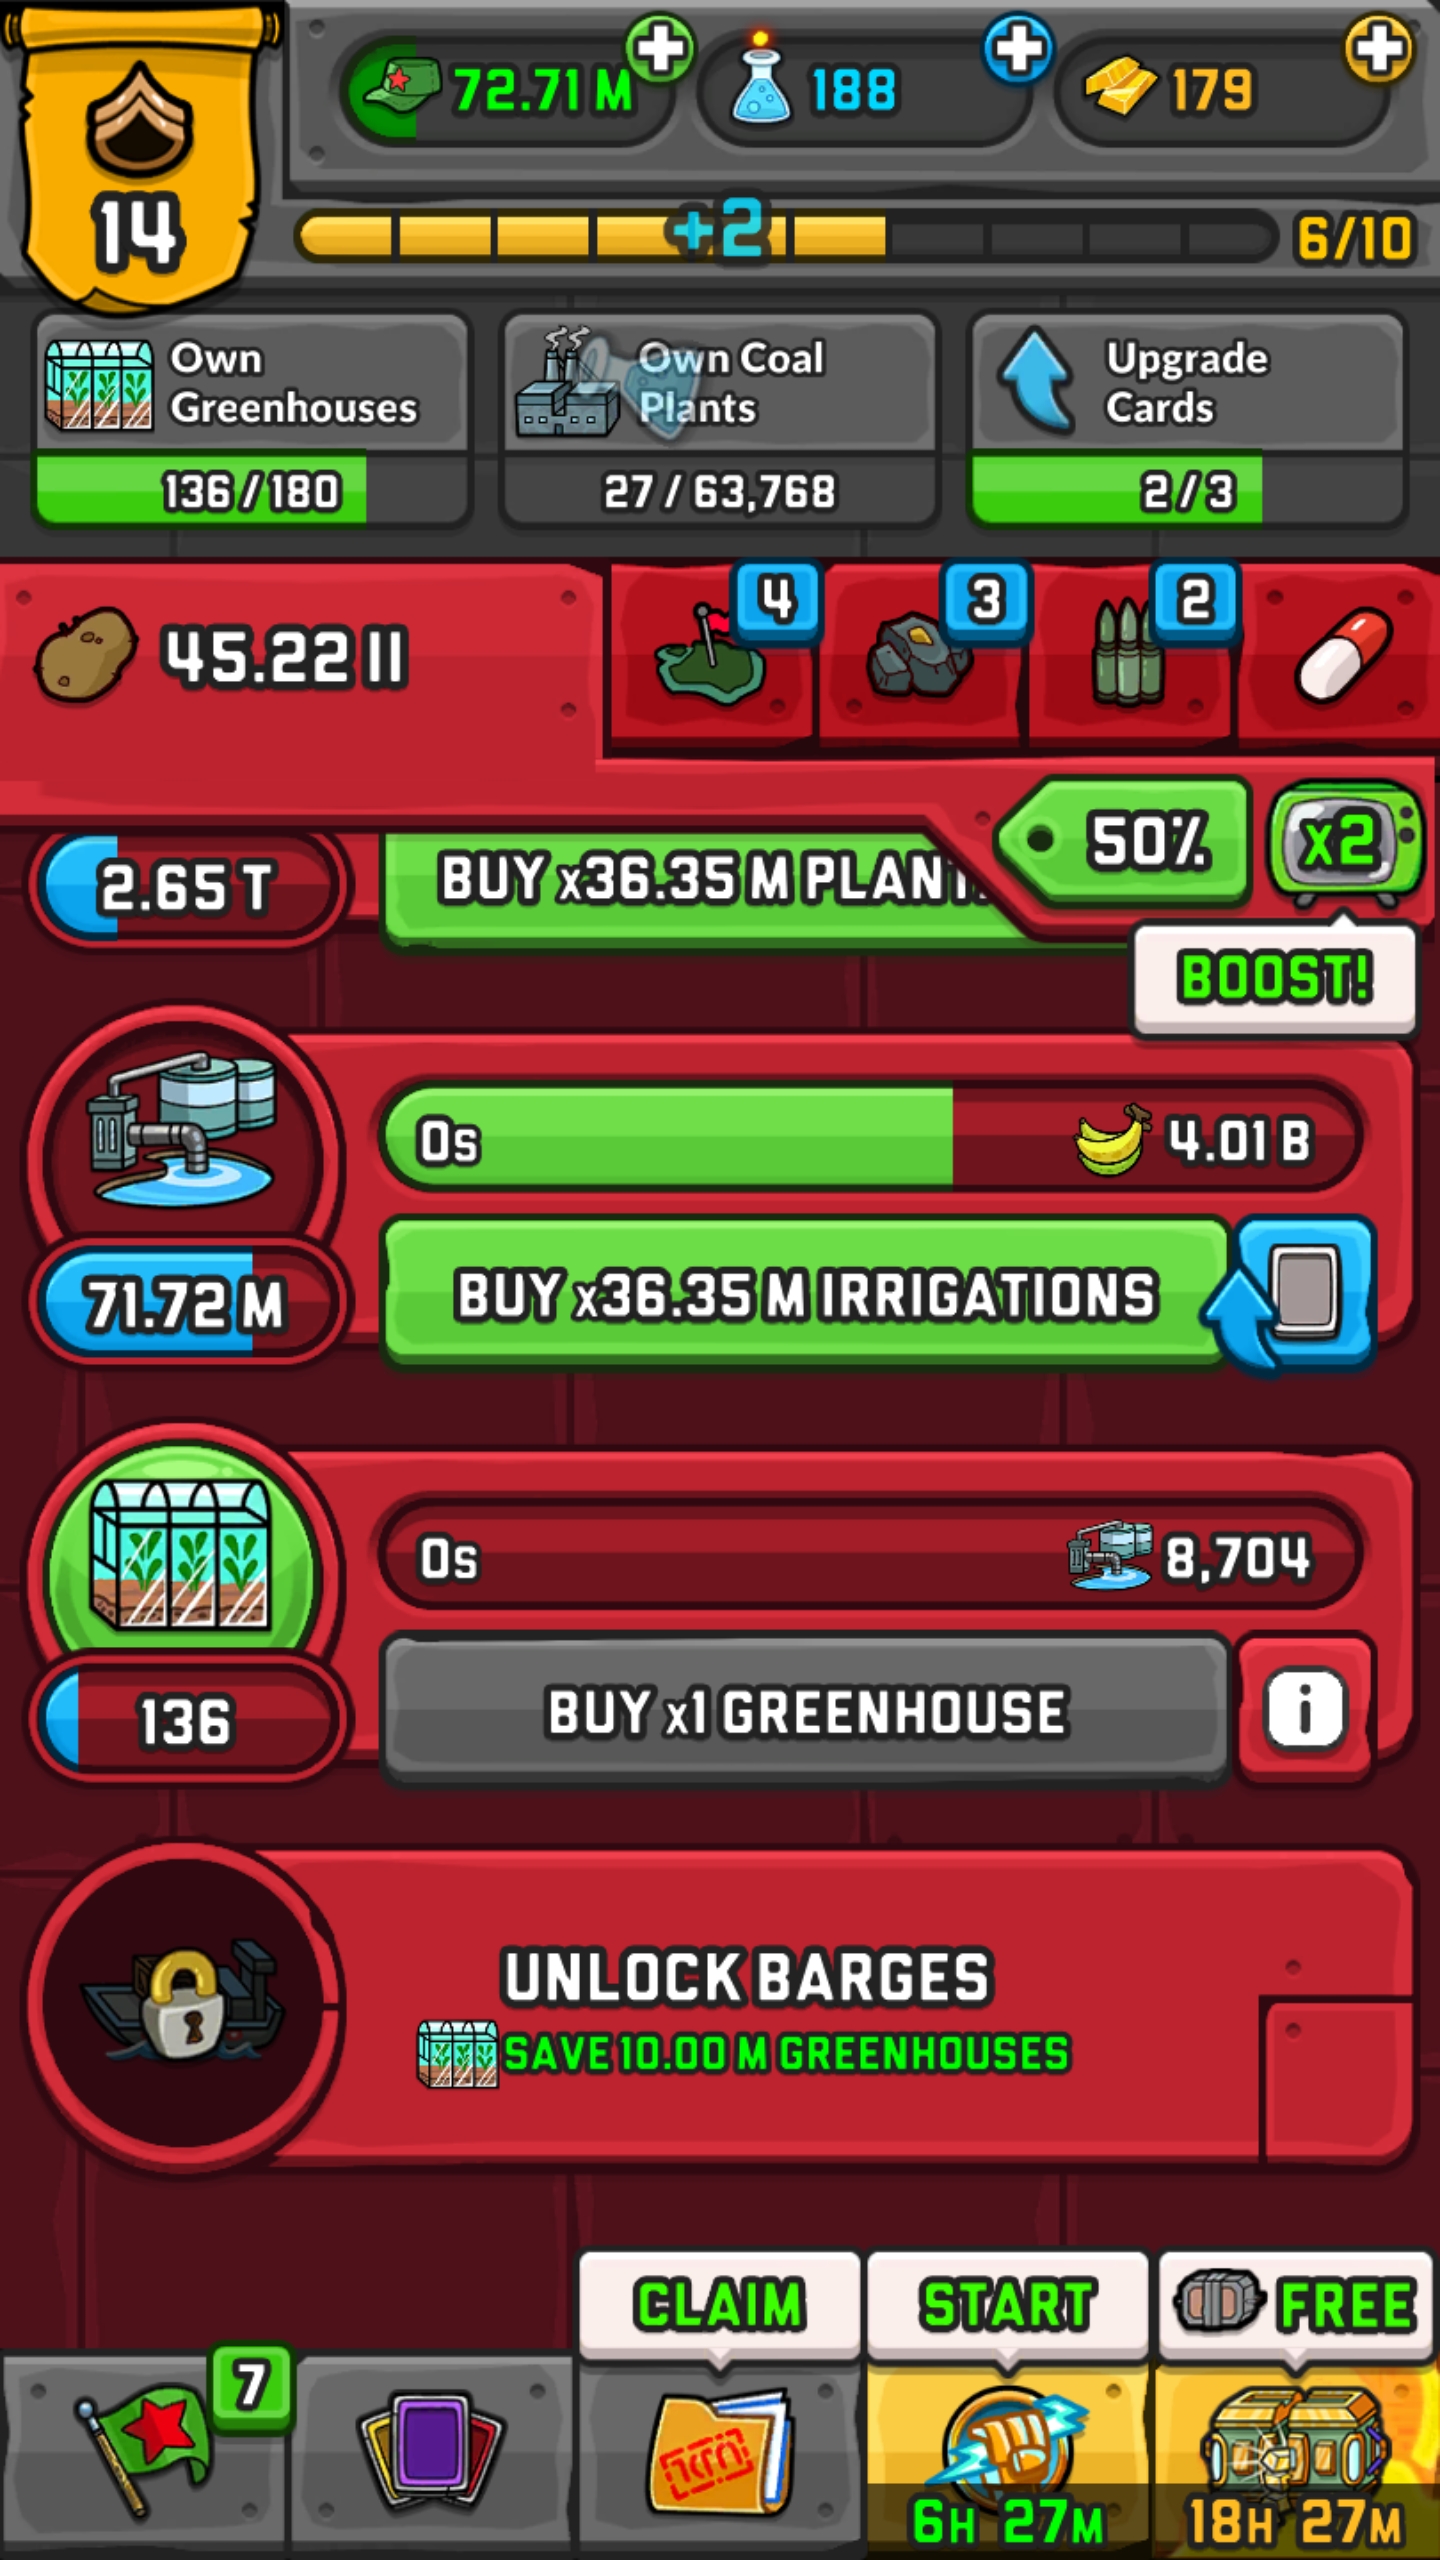 72.71 M
188
179
14
+2
6/10
Own
Greenhouses
136 / 180
Own Coal
Plants
27 / 63,768
Upgrade
Cards
2 / 3
45.22 II
4
3
2
50%
x2
BOOST!
2.65 T
BUY x36.35 M PLANT
0s
4.01 B
71.72 M
BUY x36.35 M IRRIGATIONS
0s
8,704
136
BUY x1 GREENHOUSE
i
UNLOCK BARGES
SAVE 10.00 M GREENHOUSES
CLAIM
START
FREE
7
6H 27M
18H 27M